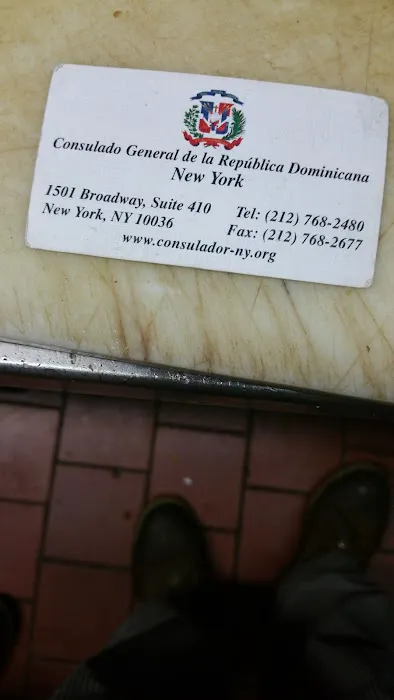 Consulado General de la República Dominicana
New York
1501 Broadway, Suite 410
New York, NY 10036
Tel: (212) 768-2480
Fax: (212) 768-2677
www.consulador-ny.org